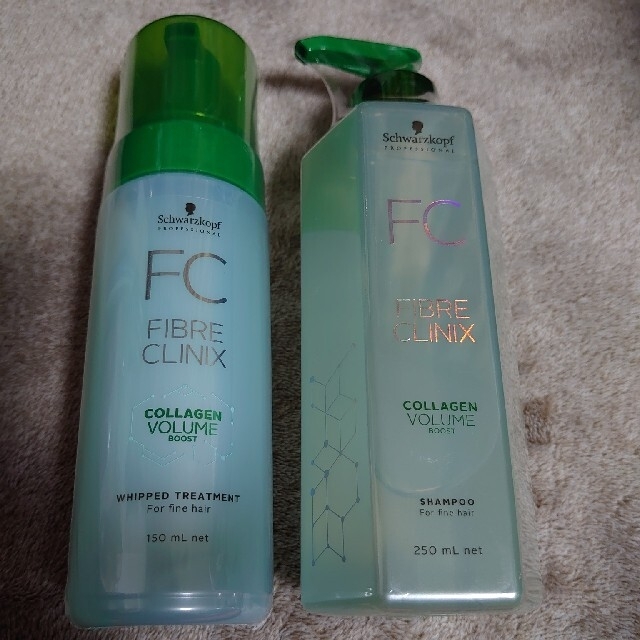 Schwarzkopf
PROFESSIONAL
FC
FIBRE
CLINIX
COLLAGEN
VOLUME
BOOST
WHIPPED TREATMENT
For fine hair
150 mL net
Schwarzkopf
PROFESSIONAL
FC
FIBRE
CLINIX
COLLAGEN
VOLUME
BOOST
SHAMPOO
For fine hair
250 mL net